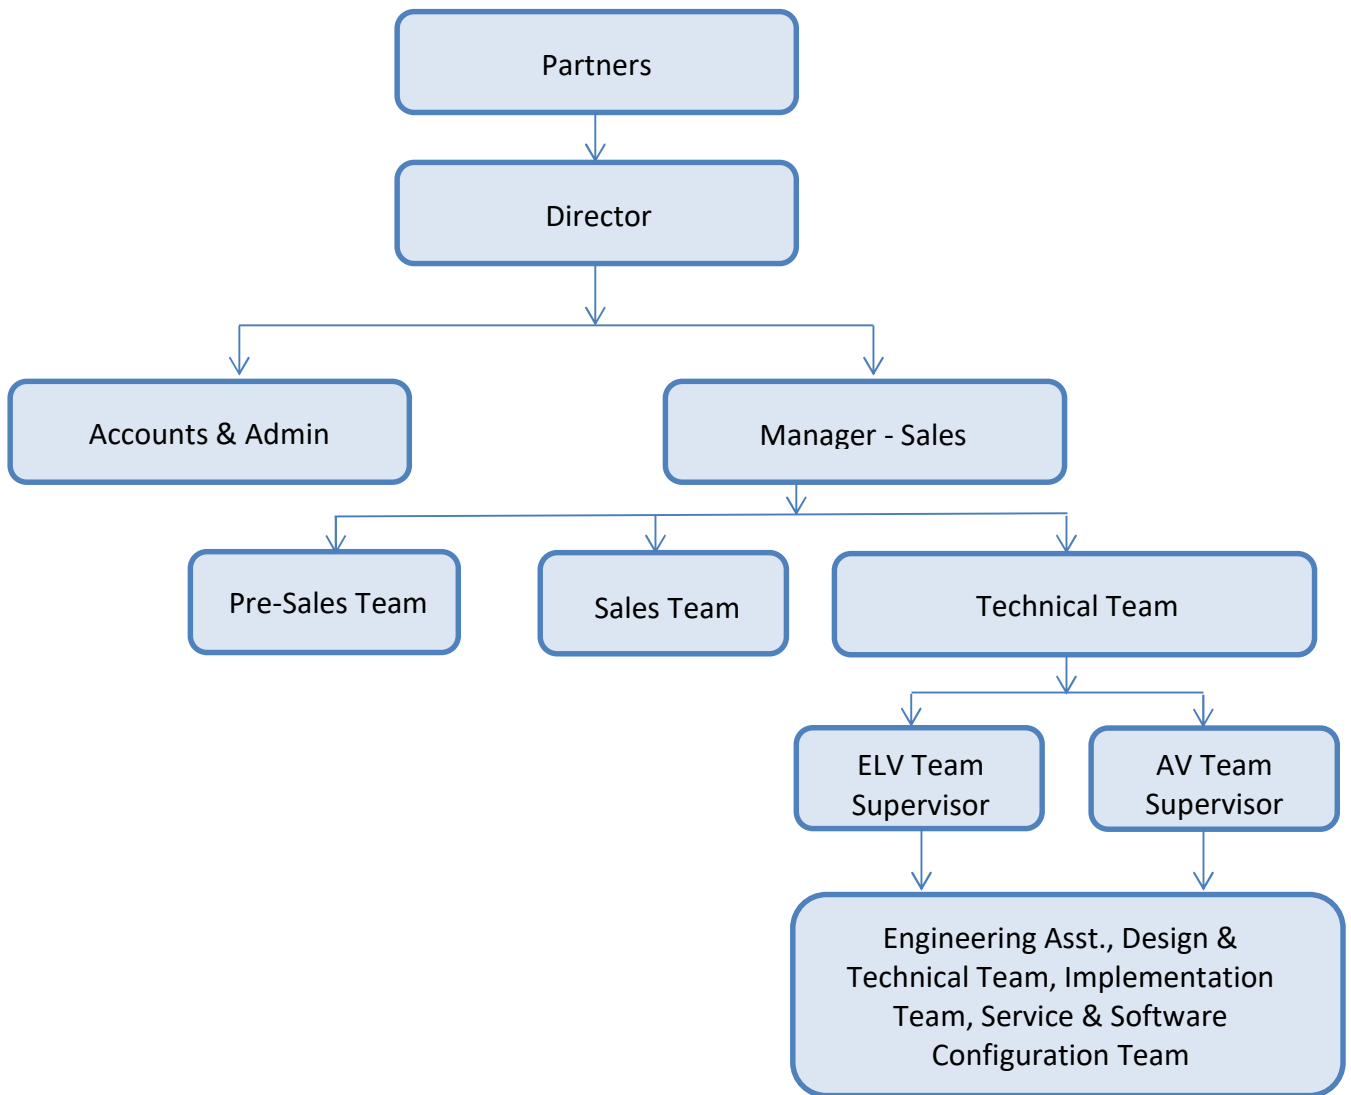 Partners
Director
Accounts & Admin
Manager - Sales
Pre-Sales Team
Sales Team
Technical Team
ELV Team
Supervisor
AV Team
Supervisor
Engineering Asst., Design &
Technical Team, Implementation
Team, Service & Software
Configuration Team